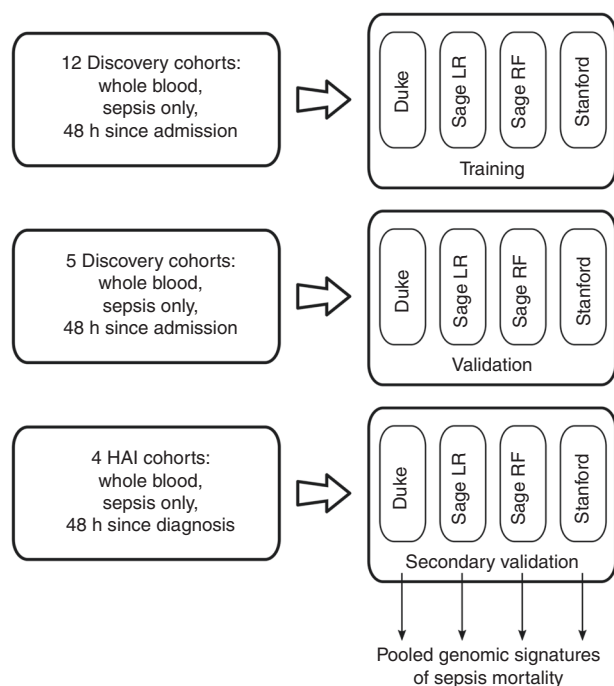 12 Discovery cohorts:
whole blood,
sepsis only,
48 h since admission
Duke
Sage LR
Sage RF
Stanford
Training
5 Discovery cohorts:
whole blood,
sepsis only,
48 h since admission
Duke
Sage LR
Sage RF
Stanford
Validation
4 HAI cohorts:
whole blood,
sepsis only,
48 h since diagnosis
Duke
Sage LR
Sage RF
Stanford
Secondary validation
Pooled genomic signatures
of sepsis mortality